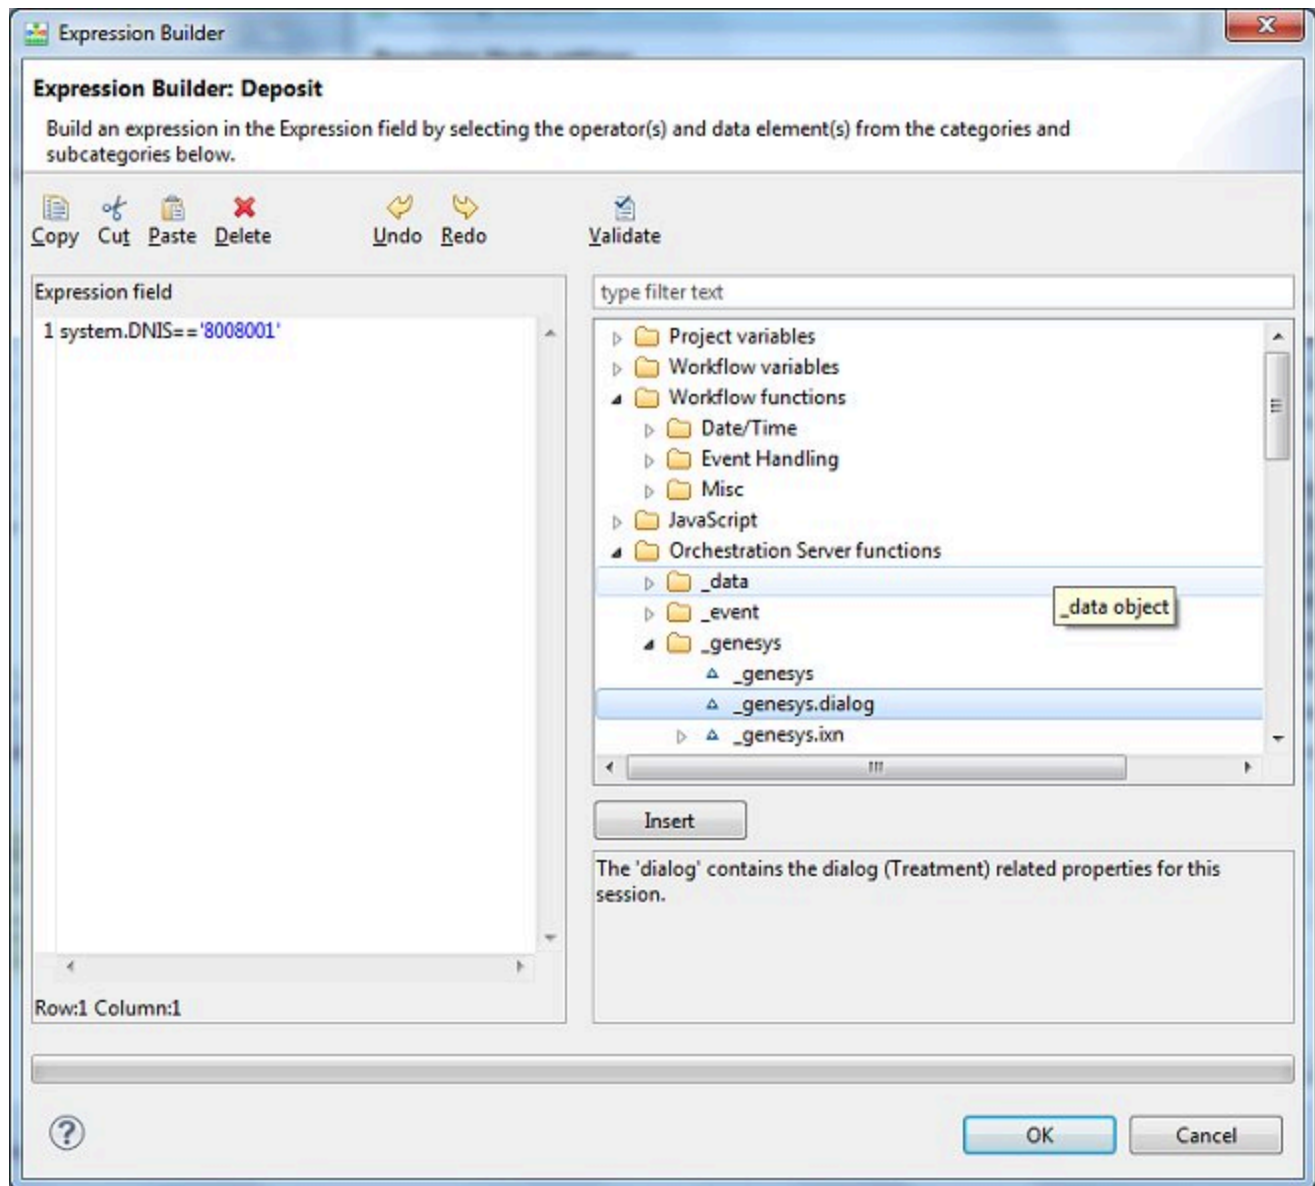 Expression Builder
Expression Builder: Deposit
Build an expression in the Expression field by selecting the operator(s) and data element(s) from the categories and
subcategories below.
Copy Cut Paste Delete Undo Redo Validate
Expression field
1 system.DNIS=='8008001'
Row:1 Column:1
type filter text
Project variables
Workflow variables
Workflow functions
Date/Time
Event Handling
Misc
JavaScript
Orchestration Server functions
_data
_data object
_event
_genesys
_genesys
_genesys.dialog
_genesys.ixn
Insert
The 'dialog' contains the dialog (Treatment) related properties for this
session.
OK Cancel